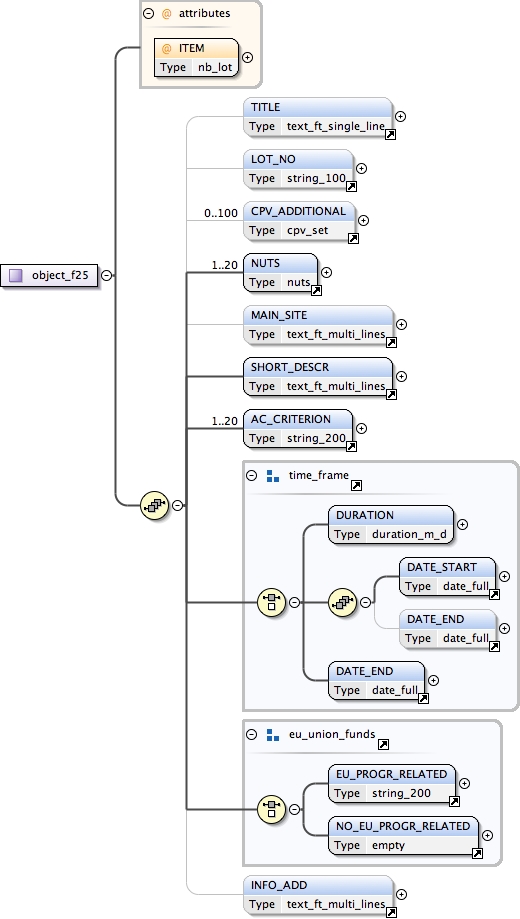 @ attributes
@ ITEM
Type nb_lot
TITLE
Type text_ft_single_line
LOT_NO
Type string_100
0..100
CPV_ADDITIONAL
Type cpv_set
object_f25
1..20
NUTS
Type nuts
MAIN_SITE
Type text_ft_multi_lines
SHORT_DESCR
Type text_ft_multi_lines
1..20
AC_CRITERION
Type string_200
time_frame
DURATION
Type duration_m_d
DATE_START
Type date_full
DATE_END
Type date_full
DATE_END
Type date_full
eu_union_funds
EU_PROGR_RELATED
Type string_200
NO_EU_PROGR_RELATED
Type empty
INFO_ADD
Type text_ft_multi_lines